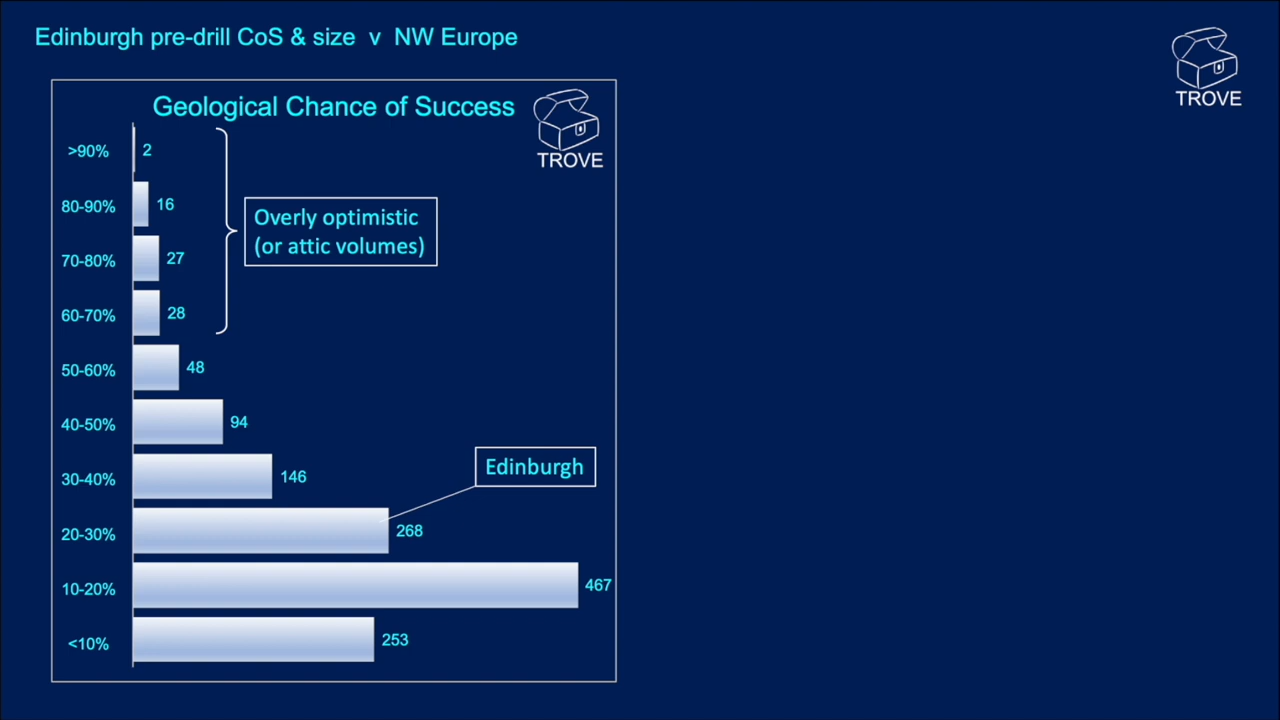 Edinburgh pre-drill CoS & size v NW Europe
TROVE
Geological Chance of Success
TROVE
>90% 2
80-90% 16
70-80% 27
60-70% 28
Overly optimistic
(or attic volumes)
50-60% 48
40-50% 94
30-40% 146
Edinburgh
20-30% 268
10-20% 467
<10% 253